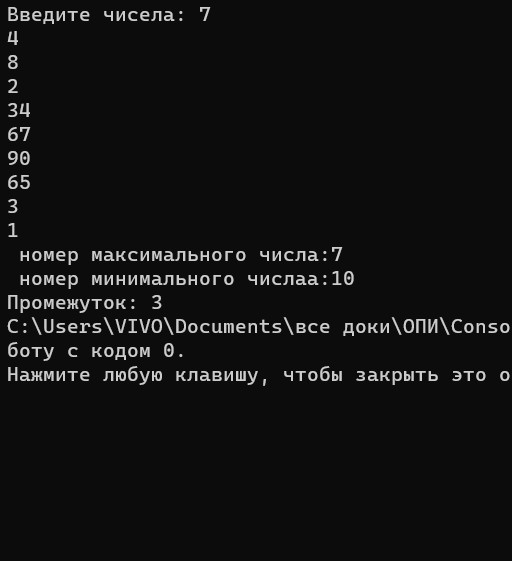 Введите чисела: 7
4
8
2
34
67
90
65
3
1
номер максимального числа:7
номер минимального числаа:10
Промежуток: 3
C:\Users\VIVO\Documents\все доки\ОПИ\Conso
боту с кодом 0.
Нажмите любую клавишу, чтобы закрыть это о